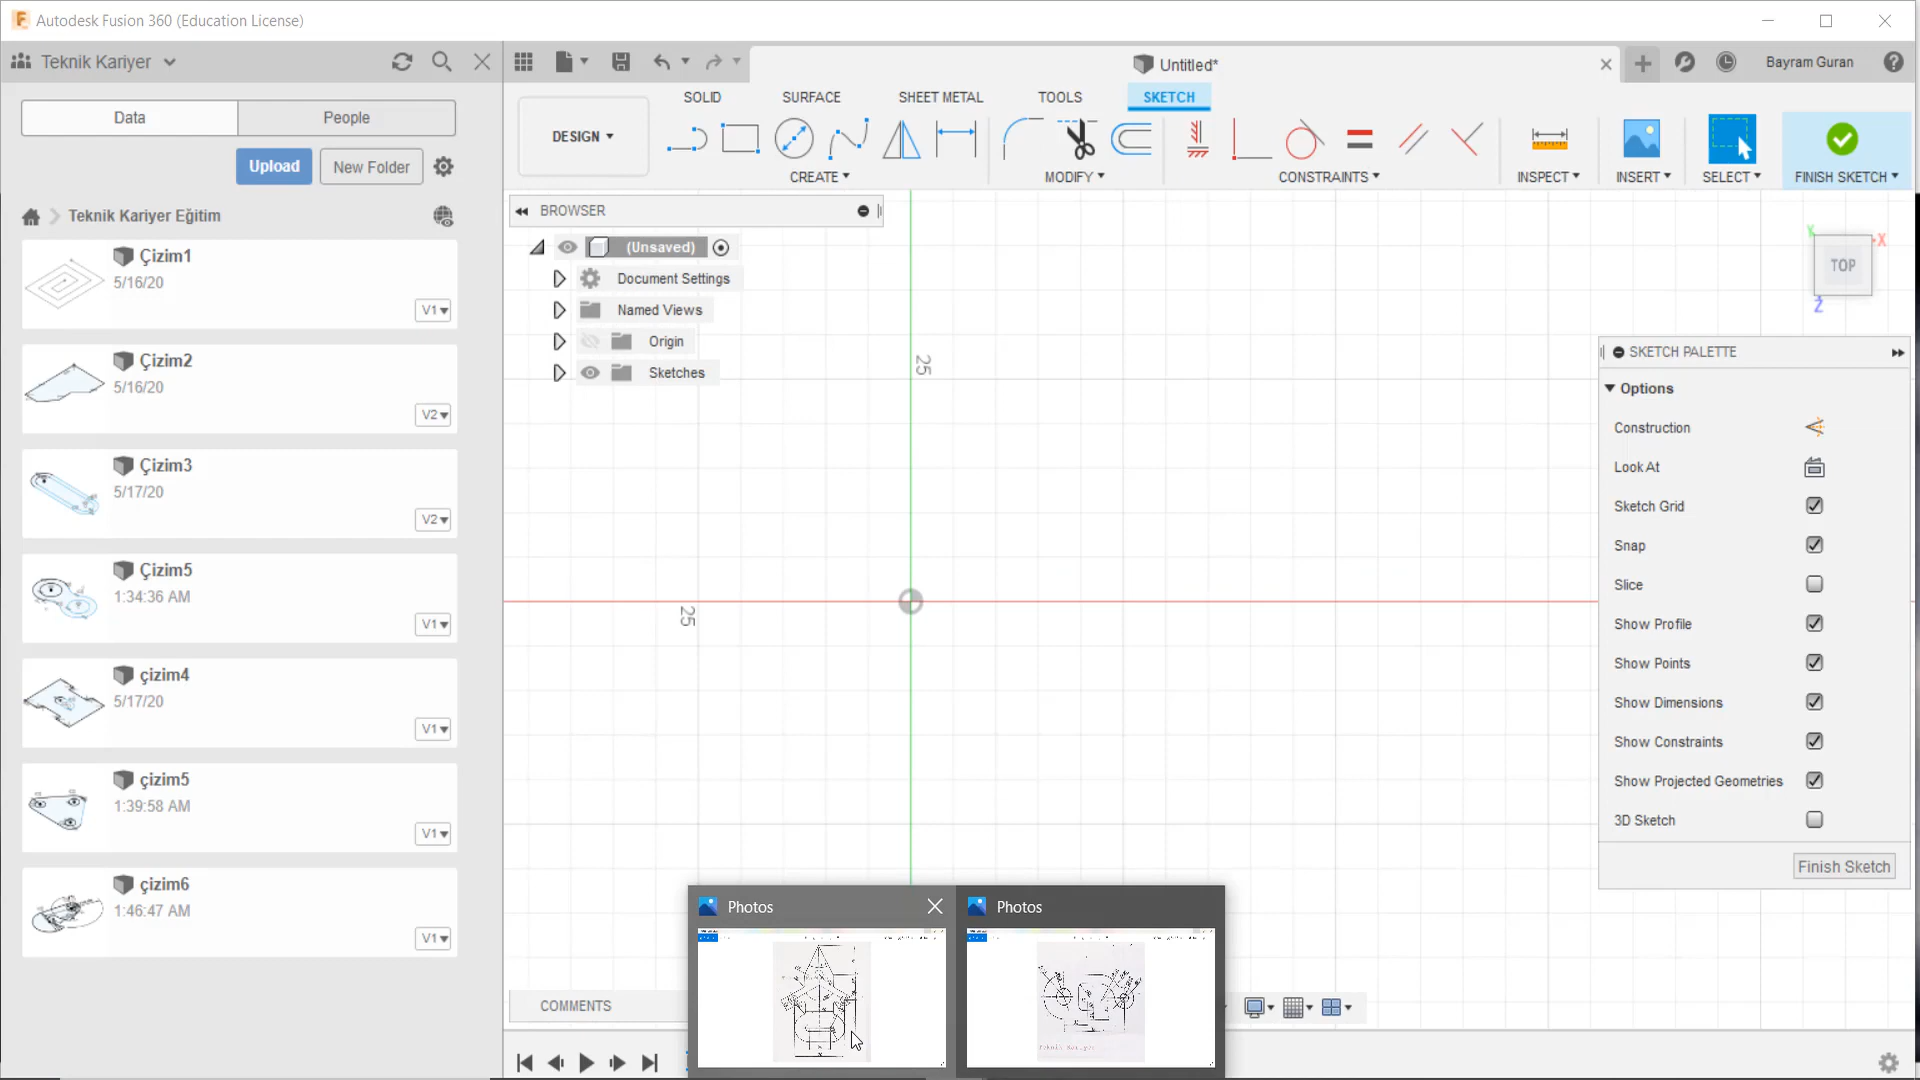 Autodesk Fusion 360 (Education License)
Teknik Kariyer
Untitled*
Bayram Guran
Data
People
Upload
New Folder
Teknik Kariyer Eğitim
Çizim1
5/16/20
V1
Çizim2
5/16/20
V2
Çizim3
5/17/20
V2
Çizim5
1:34:36 AM
V1
çizim4
5/17/20
V1
çizim5
1:39:58 AM
V1
çizim6
1:46:47 AM
V1
SOLID
SURFACE
SHEET METAL
TOOLS
SKETCH
DESIGN
CREATE
MODIFY
CONSTRAINTS
INSPECT
INSERT
SELECT
FINISH SKETCH
BROWSER
(Unsaved)
Document Settings
Named Views
Origin
Sketches
25
25
TOP
X
Y
Z
SKETCH PALETTE
Options
Construction
Look At
Sketch Grid
Snap
Slice
Show Profile
Show Points
Show Dimensions
Show Constraints
Show Projected Geometries
3D Sketch
Finish Sketch
Photos
Photos
Teknik Kariyer
COMMENTS